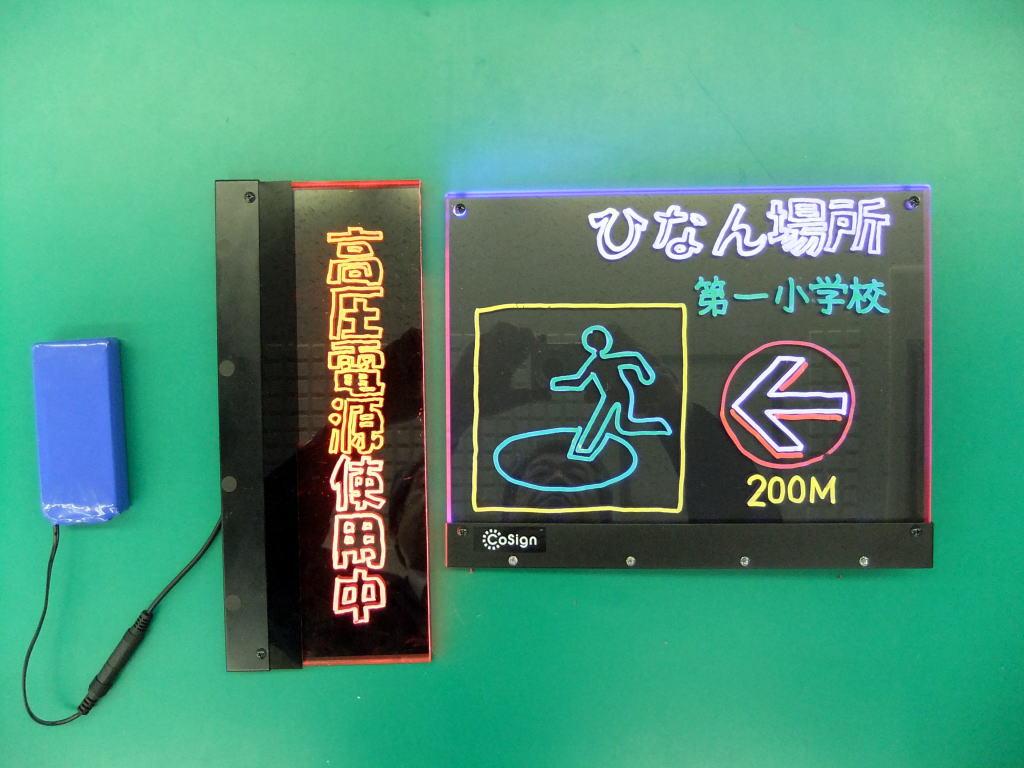 高圧電源使用中
ひなん場所
第一小学校
200M
CoSign